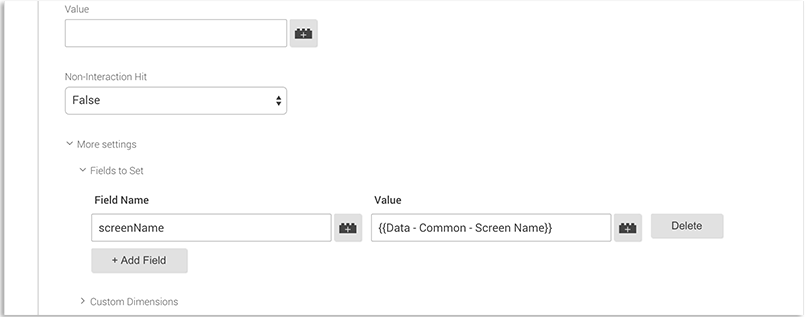 Value
Non-Interaction Hit
False
More settings
Fields to Set
Field Name Value
screenName {{Data - Common - Screen Name}} Delete
+ Add Field
Custom Dimensions